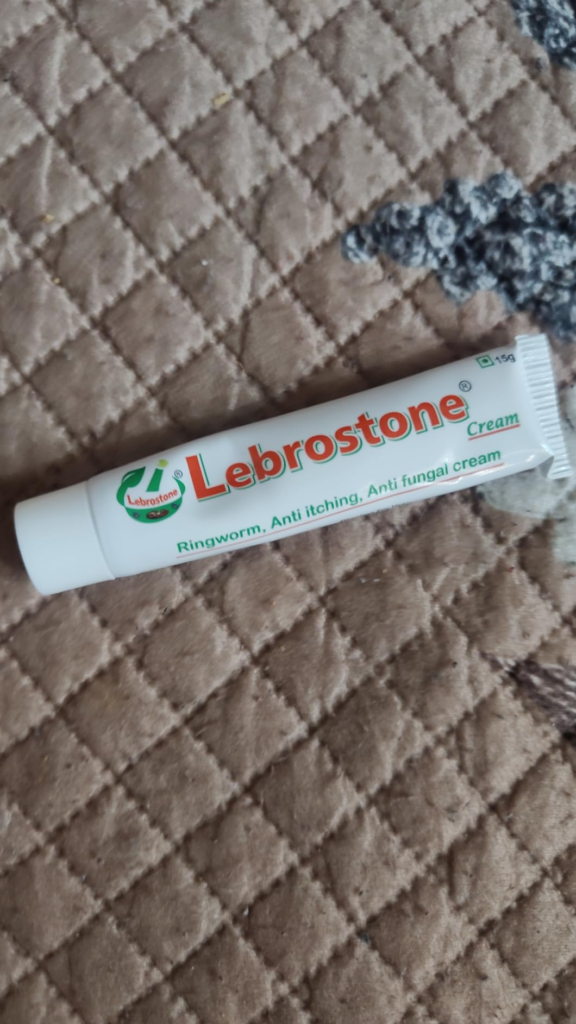 15g
Lebrostone®
Lebrostone®
Cream
Ringworm, Anti itching, Anti fungal cream